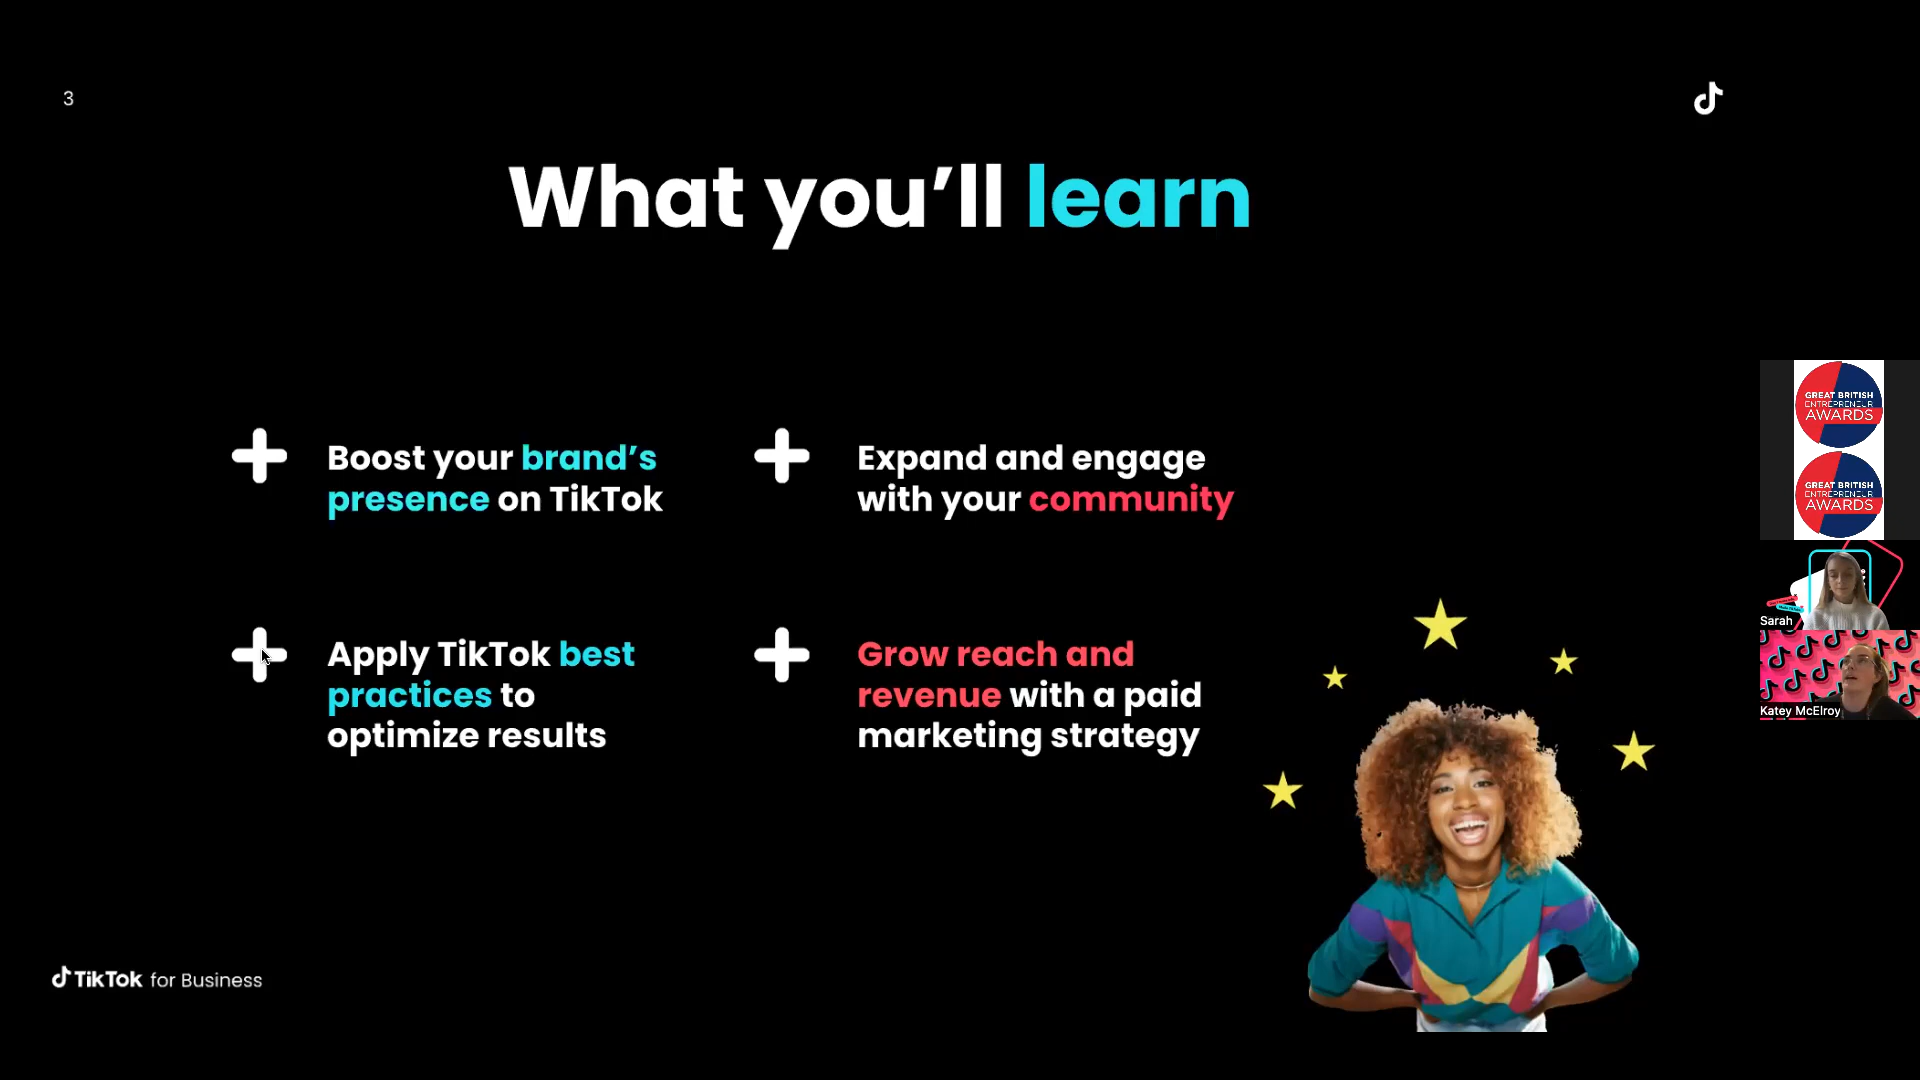 3
What you’ll learn
Boost your brand’s
presence on TikTok
Expand and engage
with your community
Apply TikTok best
practices to
optimize results
Grow reach and
revenue with a paid
marketing strategy
TikTok for Business
GREAT BRITISH
ENTREPRENEUR
AWARDS
GREAT BRITISH
ENTREPRENEUR
AWARDS
Sarah
Katey McElroy